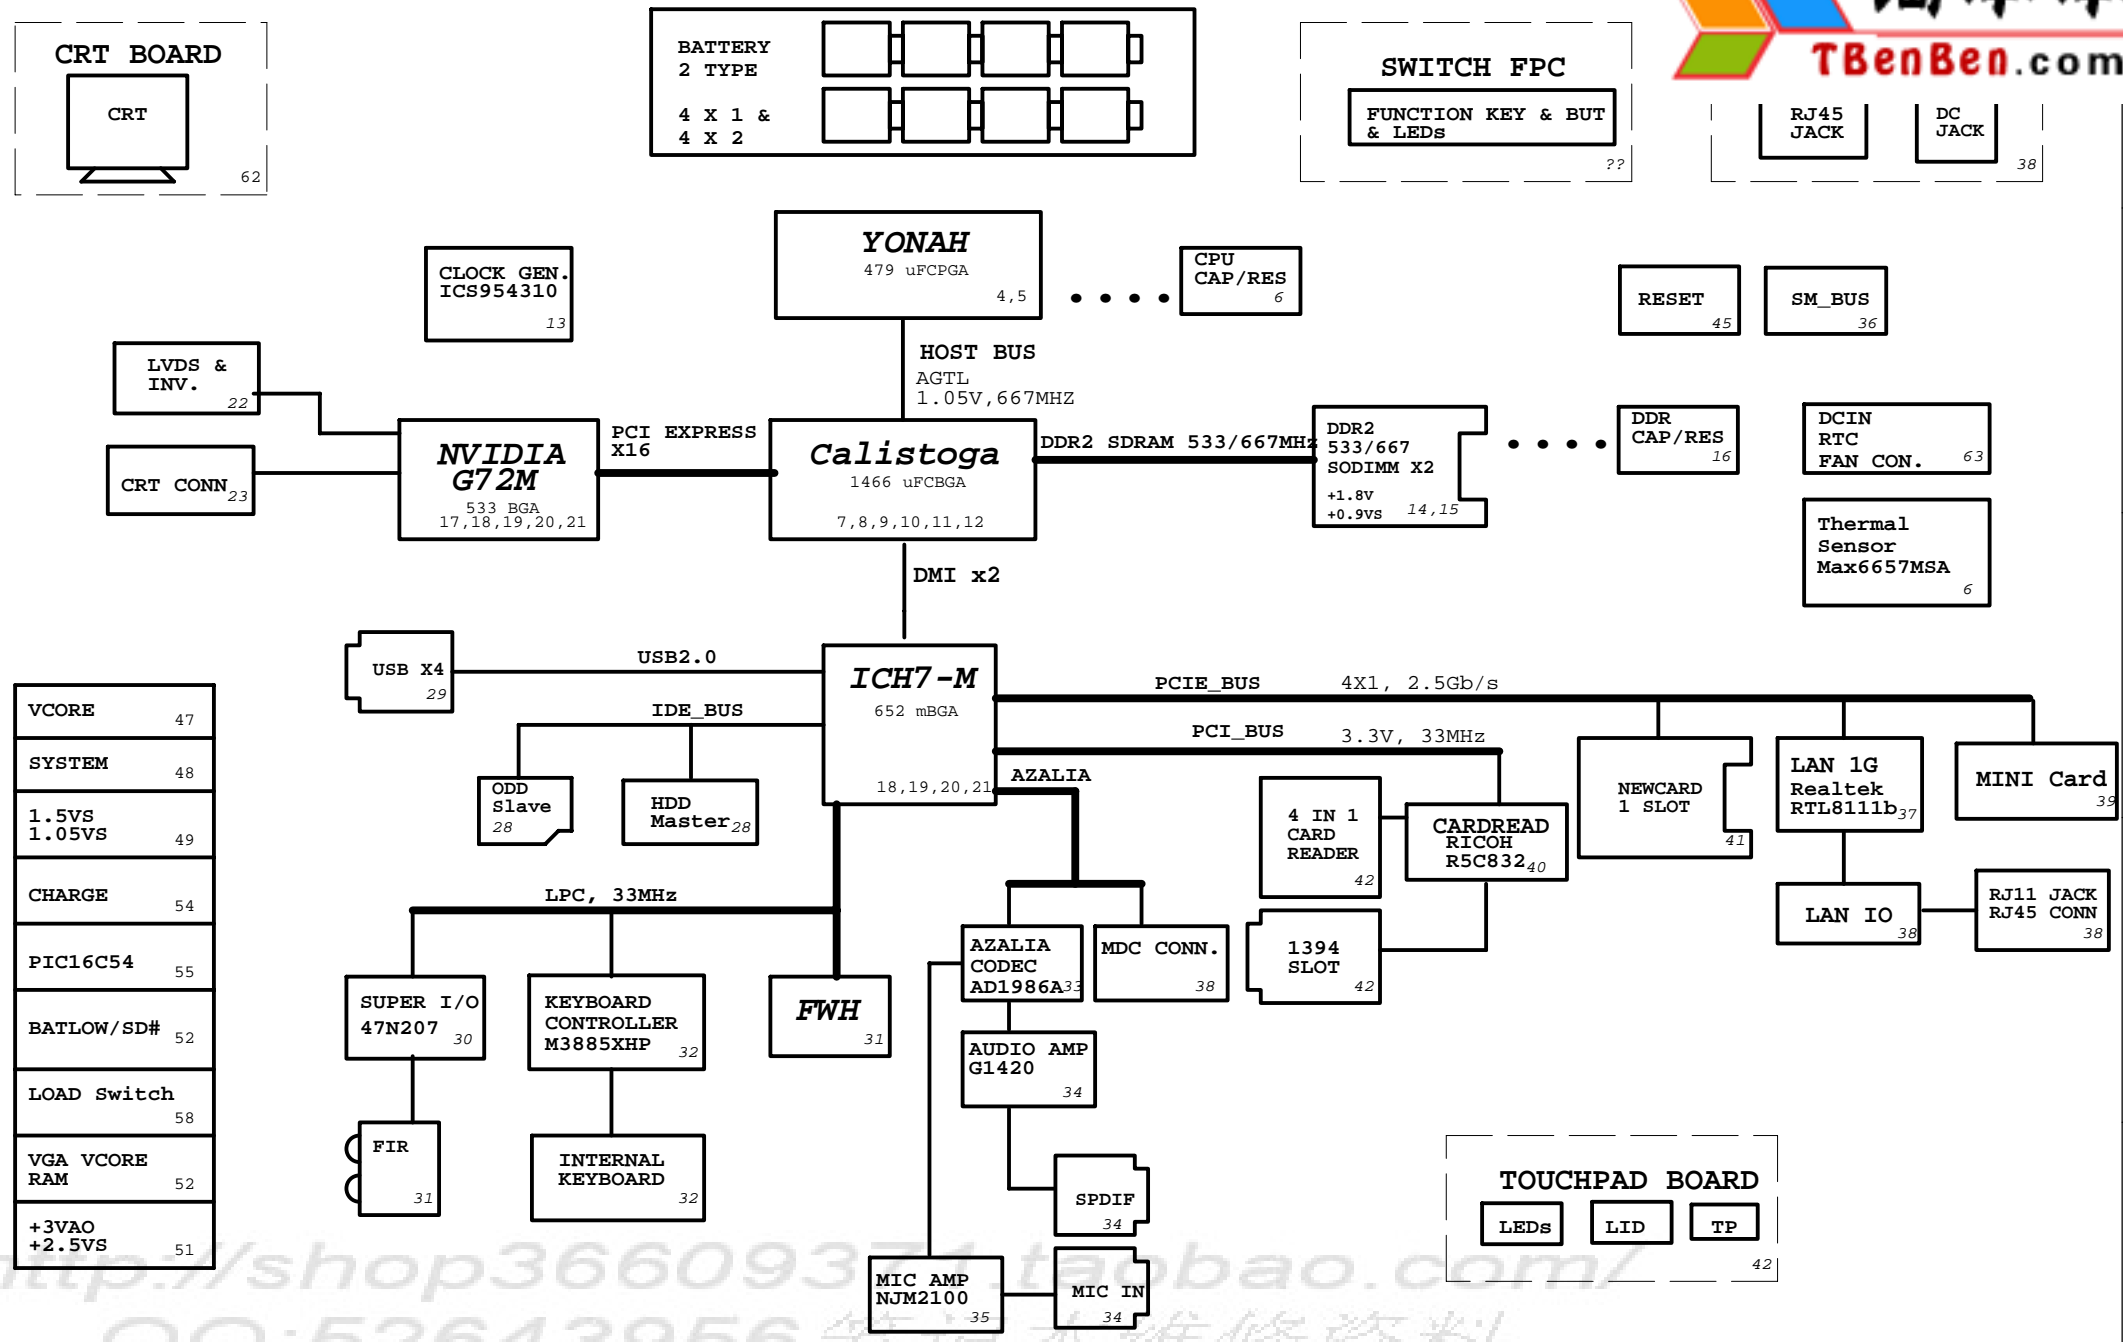 CRT BOARD
CRT
62
BATTERY
2 TYPE
4 X 1 &
4 X 2
SWITCH FPC
FUNCTION KEY & BUT
& LEDs
??
TBenBen.com
RJ45
JACK
DC
JACK
38
CLOCK GEN.
ICS954310
13
YONAH
479 uFCPGA
4,5
CPU
CAP/RES
6
RESET
45
SM_BUS
36
HOST BUS
AGTL
1.05V,667MHZ
LVDS &
INV.
22
CRT CONN
23
NVIDIA
G72M
533 BGA
17,18,19,20,21
PCI EXPRESS
X16
Calistoga
1466 uFCBGA
7,8,9,10,11,12
DDR2 SDRAM 533/667MHz
DDR2
533/667
SODIMM X2
+1.8V
+0.9VS
14,15
DDR
CAP/RES
16
DCIN
RTC
FAN CON.
63
Thermal
Sensor
Max6657MSA
6
DMI x2
USB X4
29
USB2.0
IDE_BUS
ICH7-M
652 mBGA
18,19,20,21
PCIE_BUS 4X1, 2.5Gb/s
PCI_BUS 3.3V, 33MHz
AZALIA
ODD
Slave
28
HDD
Master
28
4 IN 1
CARD
READER
42
CARDREAD
RICOH
R5C832
40
NEWCARD
1 SLOT
41
LAN 1G
Realtek
RTL8111b
37
MINI Card
39
LAN IO
38
RJ11 JACK
RJ45 CONN
38
1394
SLOT
42
LPC, 33MHz
SUPER I/O
47N207
30
KEYBOARD
CONTROLLER
M3885XHP
32
FWH
31
AZALIA
CODEC
AD1986A
33
MDC CONN.
38
AUDIO AMP
G1420
34
FIR
31
INTERNAL
KEYBOARD
32
SPDIF
34
MIC AMP
NJM2100
35
MIC IN
34
TOUCHPAD BOARD
LEDs
LID
TP
42
VCORE
47
SYSTEM
48
1.5VS
1.05VS
49
CHARGE
54
PIC16C54
55
BATLOW/SD#
52
LOAD Switch
58
VGA VCORE
RAM
52
+3VAO
+2.5VS
51
http://shop36609371.taobao.com/